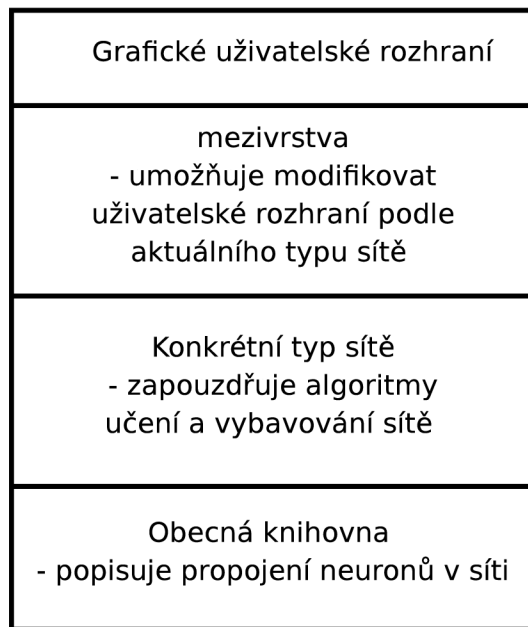 Grafické uživatelské rozhraní
mezivrstva
- umožňuje modifikovat
uživatelské rozhraní podle
aktuálního typu sítě
Konkrétní typ sítě
- zapouzdřuje algoritmy
učení a vybavování sítě
Obecná knihovna
- popisuje propojení neuronů v síti